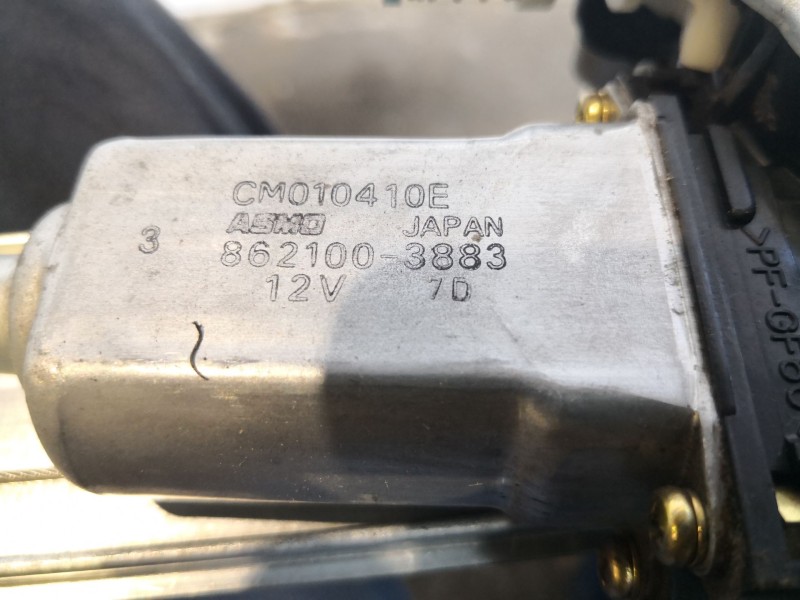 CM010410E
ASMO JAPAN
3
862100-3883
12V 7D